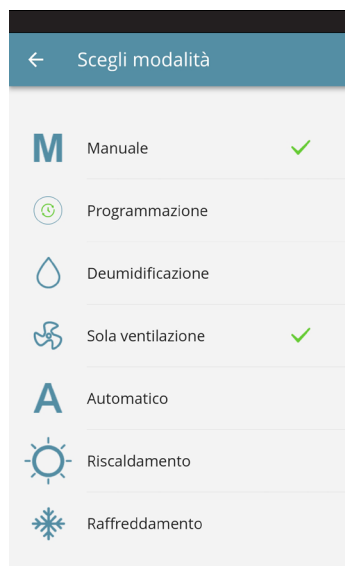 Scegli modalità
M Manuale
Programmazione
Deumidificazione
Sola ventilazione
A Automatico
Riscaldamento
Raffreddamento